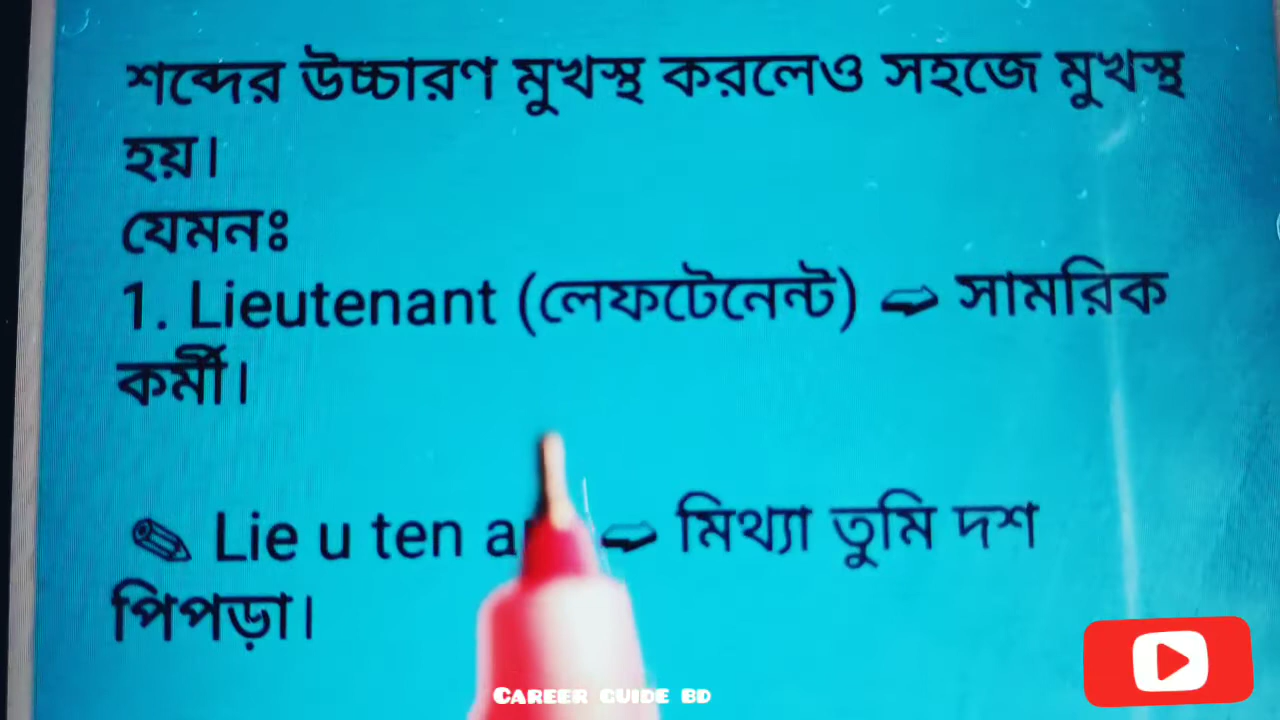 শব্দের উচ্চারণ মুখস্থ করলেও সহজে মুখস্থ
হয়।
যেমনঃ
1. Lieutenant (লেফটেনেন্ট) ➩ সামরিক
কর্মী।
✎ Lie u ten ➩ মিথ্যা তুমি দশ
পিপড়া।
CAREER GUIDE BD